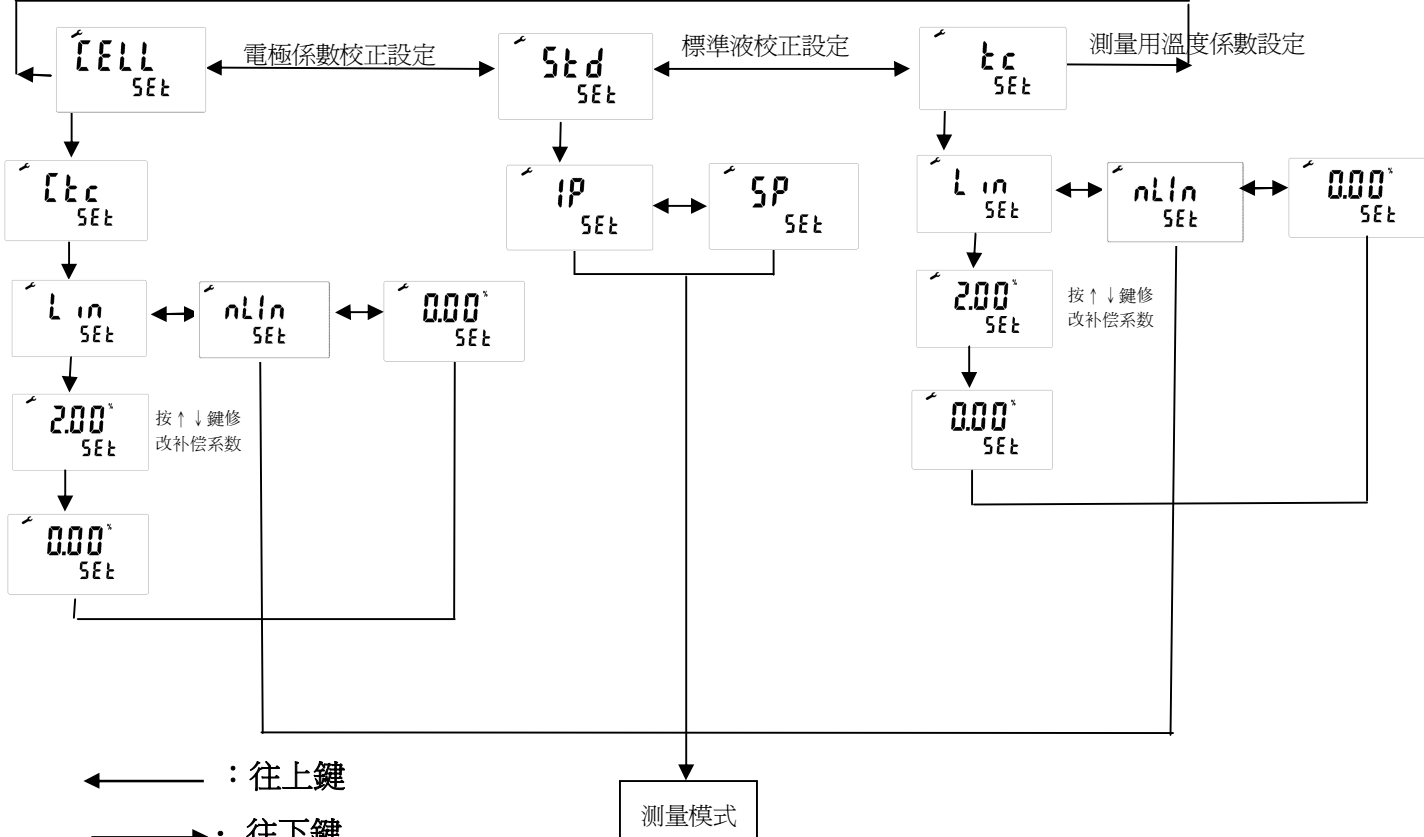 CELL
SEt
電極係數校正設定
Std
SEt
標準液校正設定
tc
SEt
測量用溫度係數設定
Ctc
SEt
1P
SEt
5P
SEt
Lin
SEt
nLIn
SEt
0.00%
SEt
Lin
SEt
nLIn
SEt
0.00%
SEt
2.00%
SEt
按↑↓鍵修
改补偿系数
2.00%
SEt
按↑↓鍵修
改补偿系数
0.00%
SEt
0.00%
SEt
：往上鍵
測量模式
：往下鍵